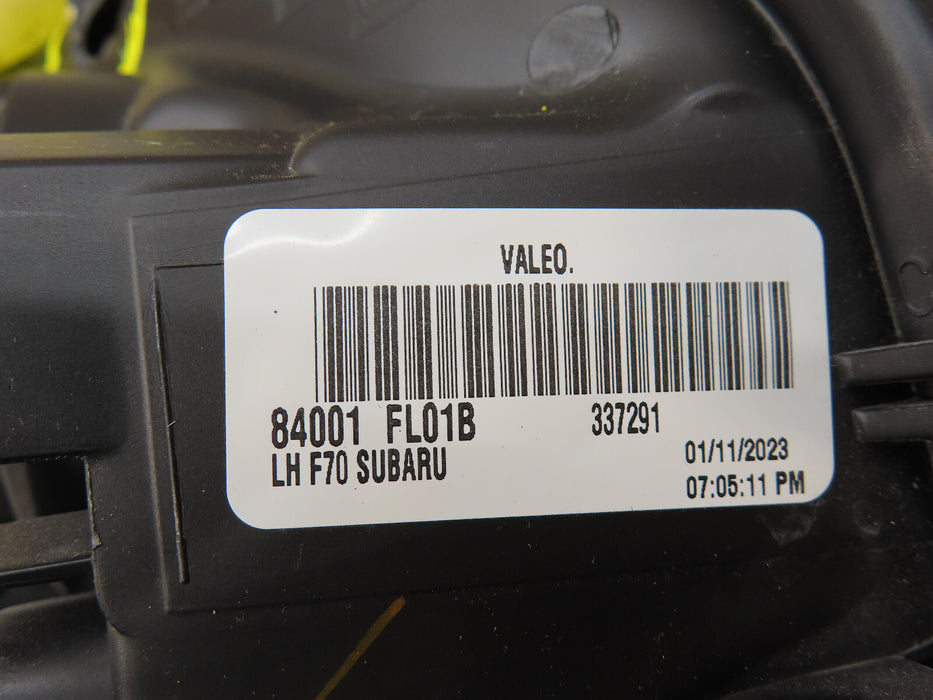 VALEO.
84001 FL01B 337291
LH F70 SUBARU 01/11/2023
07:05:11 PM